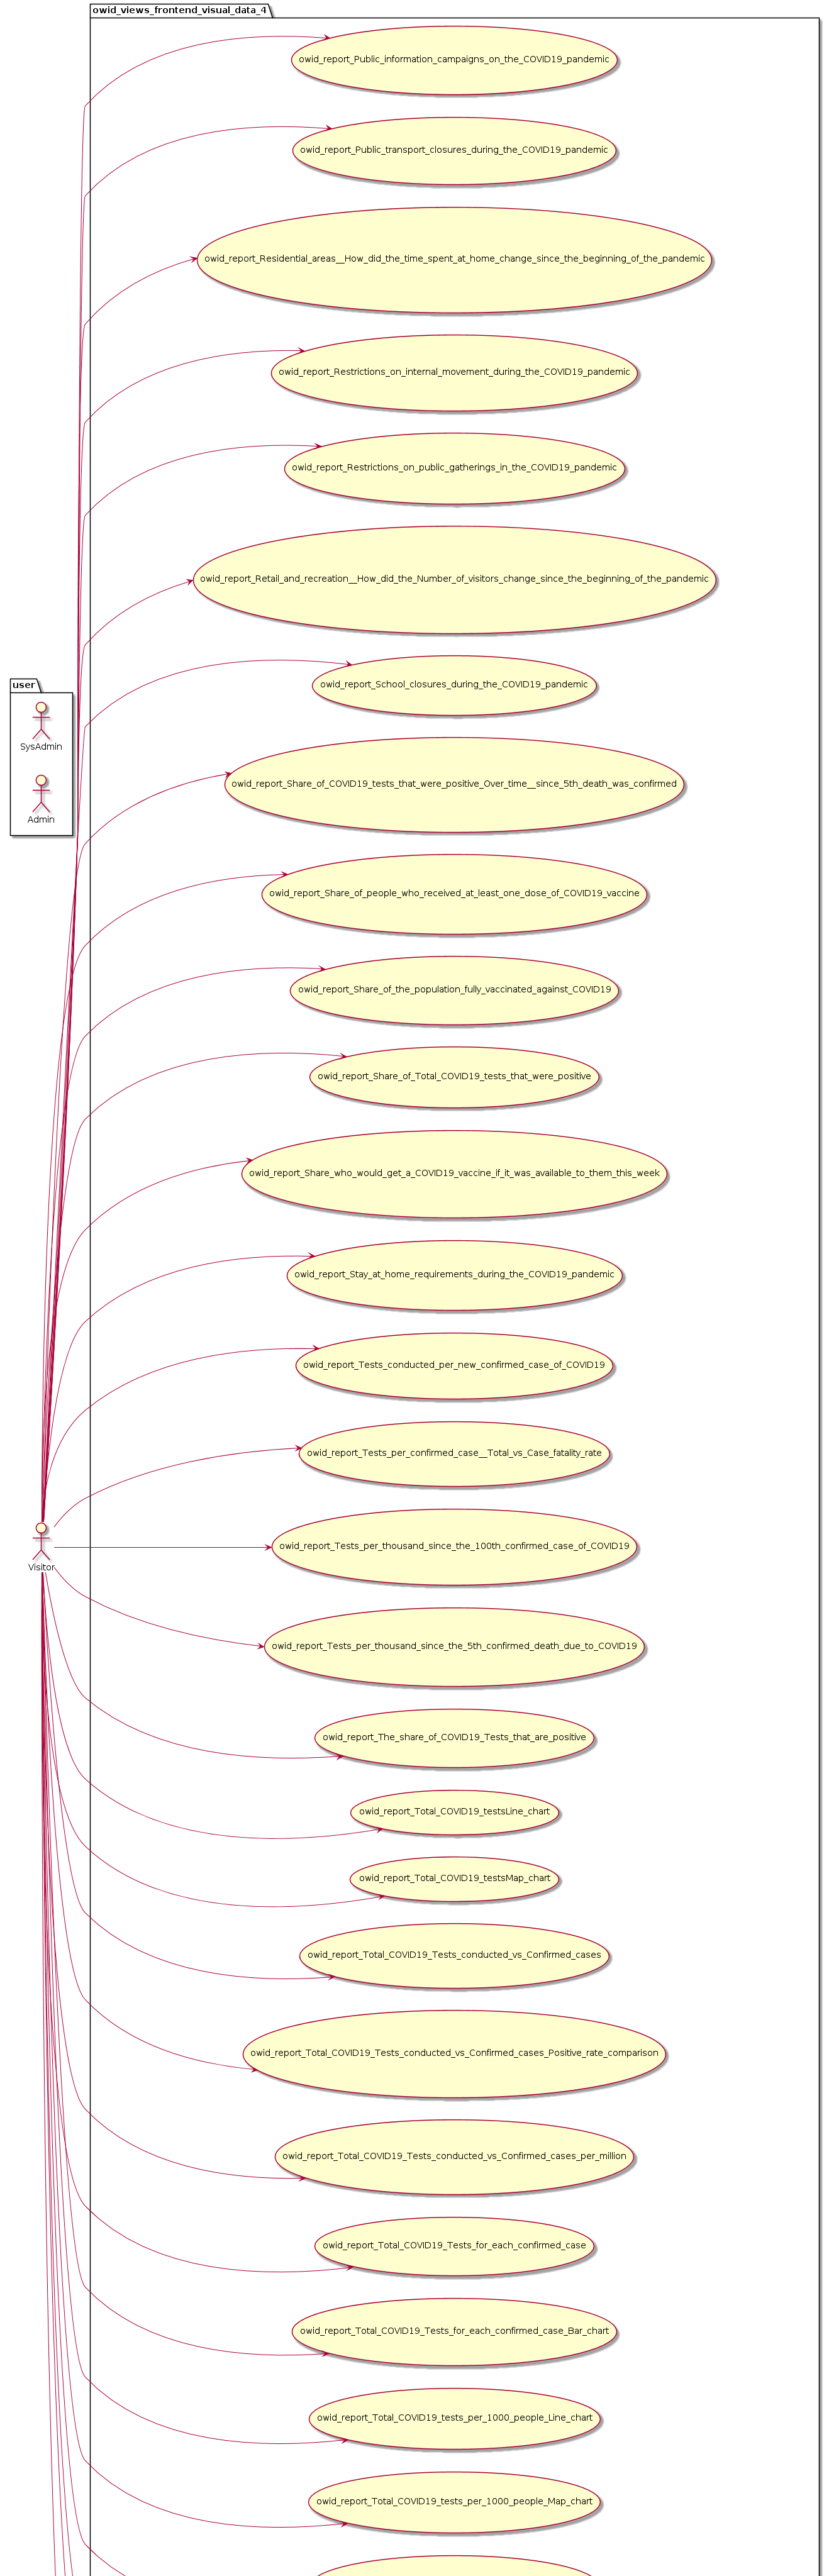 owid_views_frontend_visual_data_4
owid_report_Public_information_campaigns_on_the_COVID19_pandemic
owid_report_Public_transport_closures_during_the_COVID19_pandemic
owid_report_Residential_areas__How_did_the_time_spent_at_home_change_since_the_beginning_of_the_pandemic
owid_report_Restrictions_on_internal_movement_during_the_COVID19_pandemic
owid_report_Restrictions_on_public_gatherings_in_the_COVID19_pandemic
owid_report_Retail_and_recreation__How_did_the_Number_of_visitors_change_since_the_beginning_of_the_pandemic
user
owid_report_School_closures_during_the_COVID19_pandemic
SysAdmin
owid_report_Share_of_COVID19_tests_that_were_positive_Over_time__since_5th_death_was_confirmed
Admin
owid_report_Share_of_people_who_received_at_least_one_dose_of_COVID19_vaccine
owid_report_Share_of_the_population_fully_vaccinated_against_COVID19
owid_report_Share_of_Total_COVID19_tests_that_were_positive
owid_report_Share_who_would_get_a_COVID19_vaccine_if_it_was_available_to_them_this_week
owid_report_Stay_at_home_requirements_during_the_COVID19_pandemic
owid_report_Tests_conducted_per_new_confirmed_case_of_COVID19
owid_report_Tests_per_confirmed_case__Total_vs_Case_fatality_rate
owid_report_Tests_per_thousand_since_the_100th_confirmed_case_of_COVID19
Visitor
owid_report_Tests_per_thousand_since_the_5th_confirmed_death_due_to_COVID19
owid_report_The_share_of_COVID19_Tests_that_are_positive
owid_report_Total_COVID19_testsLine_chart
owid_report_Total_COVID19_testsMap_chart
owid_report_Total_COVID19_Tests_conducted_vs_Confirmed_cases
owid_report_Total_COVID19_Tests_conducted_vs_Confirmed_cases_Positive_rate_comparison
owid_report_Total_COVID19_Tests_conducted_vs_Confirmed_cases_per_million
owid_report_Total_COVID19_Tests_for_each_confirmed_case
owid_report_Total_COVID19_Tests_for_each_confirmed_case_Bar_chart
owid_report_Total_COVID19_tests_per_1000_people_Line_chart
owid_report_Total_COVID19_tests_per_1000_people_Map_chart